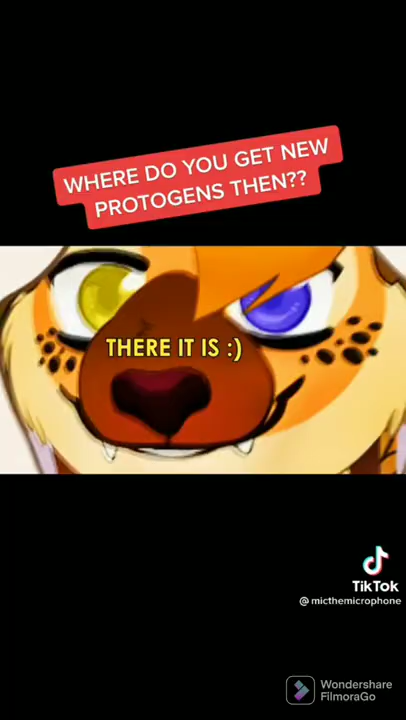 WHERE DO YOU GET NEW
PROTOGENS THEN??
THERE IT IS :)
TikTok
@ micthemicrophone
Wondershare
FilmoraGo